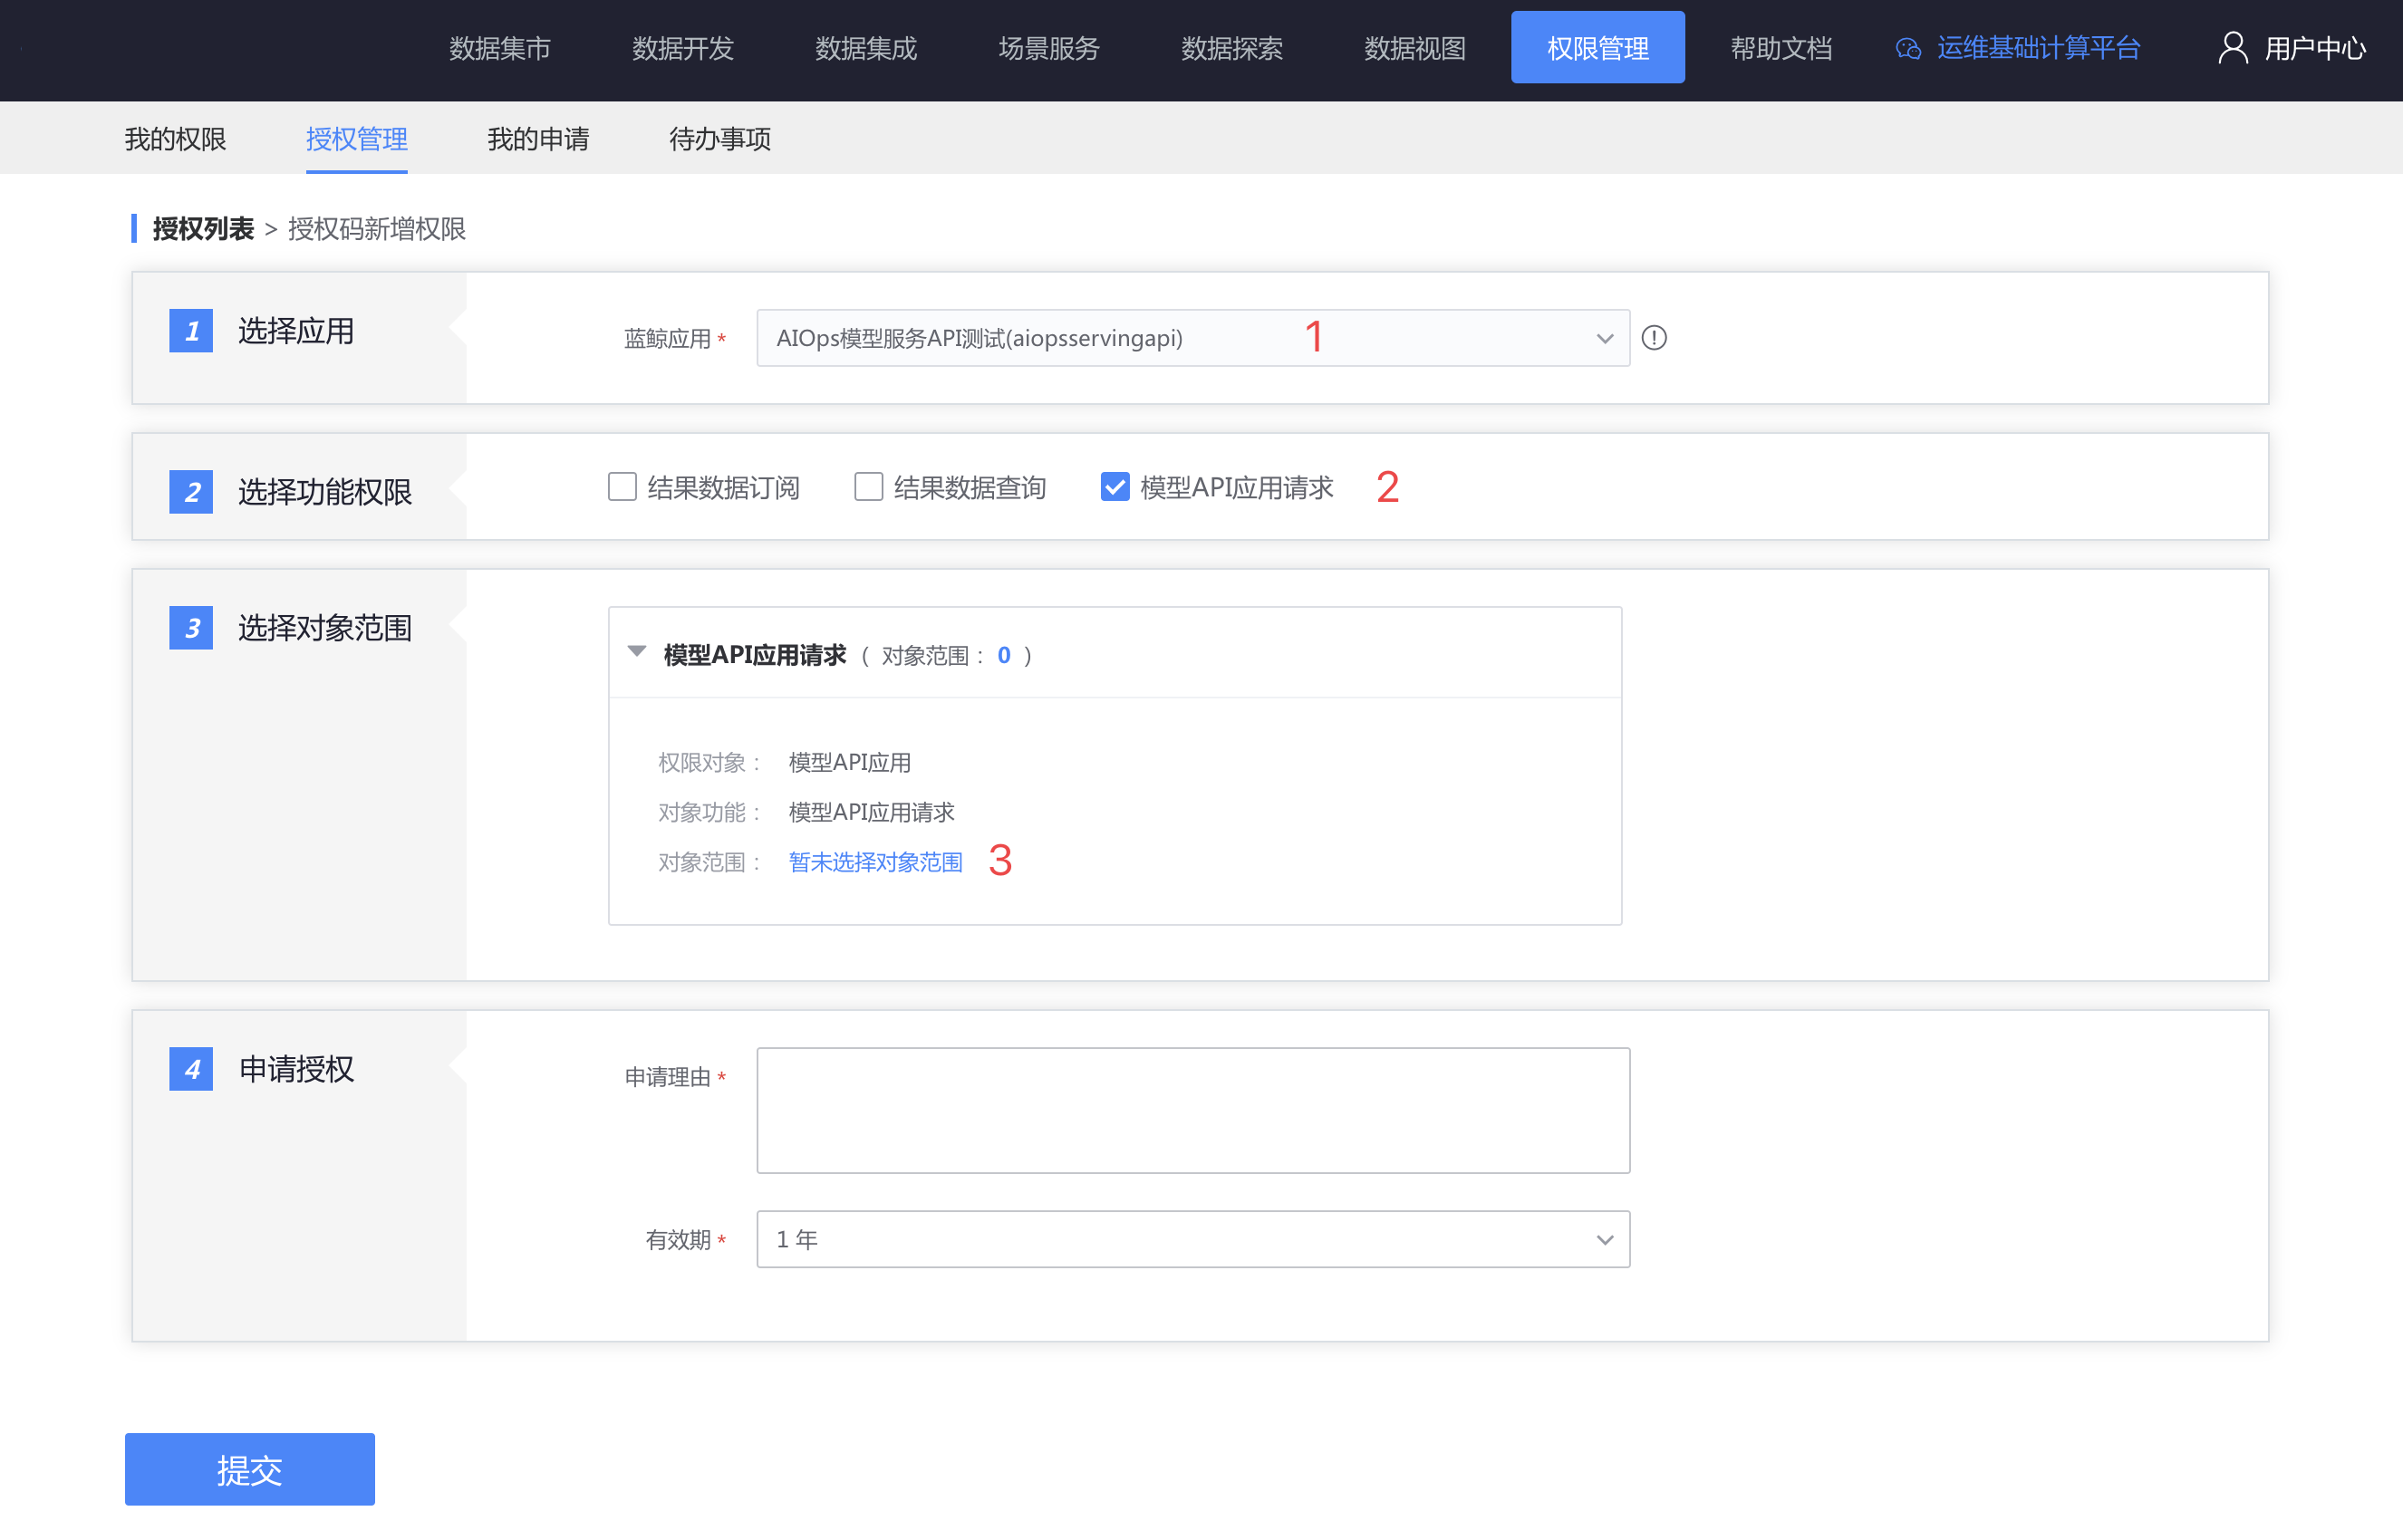 数据集市 数据开发 数据集成 场景服务 数据探索 数据视图 权限管理 帮助文档 运维基础计算平台 用户中心
我的权限 授权管理 我的申请 待办事项
授权列表 > 授权码新增权限
1 选择应用
蓝鲸应用 * AIOps模型服务API测试(aiopsservingapi) 1
2 选择功能权限
结果数据订阅 结果数据查询 模型API应用请求 2
3 选择对象范围
模型API应用请求 ( 对象范围: 0 )
权限对象: 模型API应用
对象功能: 模型API应用请求
对象范围: 暂未选择对象范围 3
4 申请授权
申请理由 *
有效期 * 1 年
提交